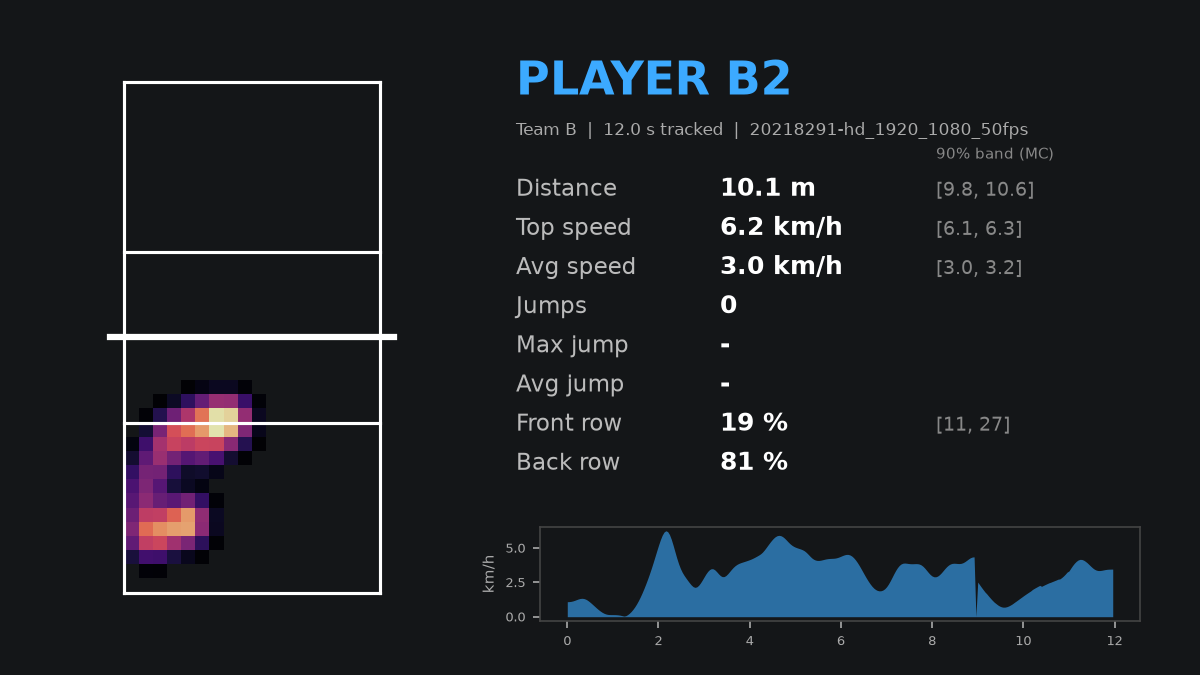 PLAYER B2
Team B | 12.0 s tracked | 20218291-hd_1920_1080_50fps
90% band (MC)
Distance 10.1 m [9.8, 10.6]
Top speed 6.2 km/h [6.1, 6.3]
Avg speed 3.0 km/h [3.0, 3.2]
Jumps 0
Max jump -
Avg jump -
Front row 19 % [11, 27]
Back row 81 %
km/h
5.0
2.5
0.0
0 2 4 6 8 10 12